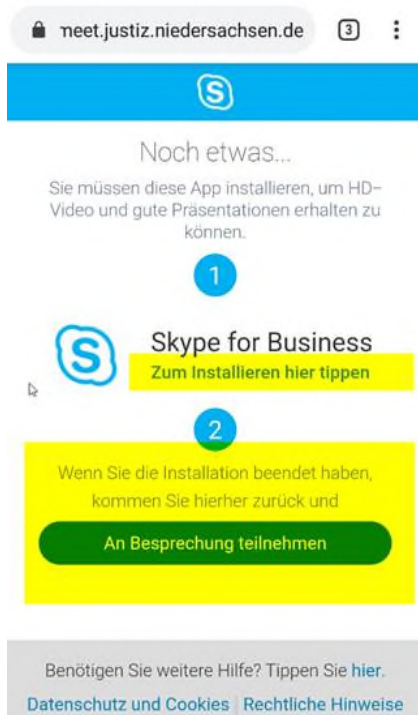 meet.justiz.niedersachsen.de 3
S
Noch etwas...
Sie müssen diese App installieren, um HD-
Video und gute Präsentationen erhalten zu
können.
1
S Skype for Business
Zum Installieren hier tippen
2
Wenn Sie die Installation beendet haben,
kommen Sie hierher zurück und
An Besprechung teilnehmen
Benötigen Sie weitere Hilfe? Tippen Sie hier.
Datenschutz und Cookies | Rechtliche Hinweise